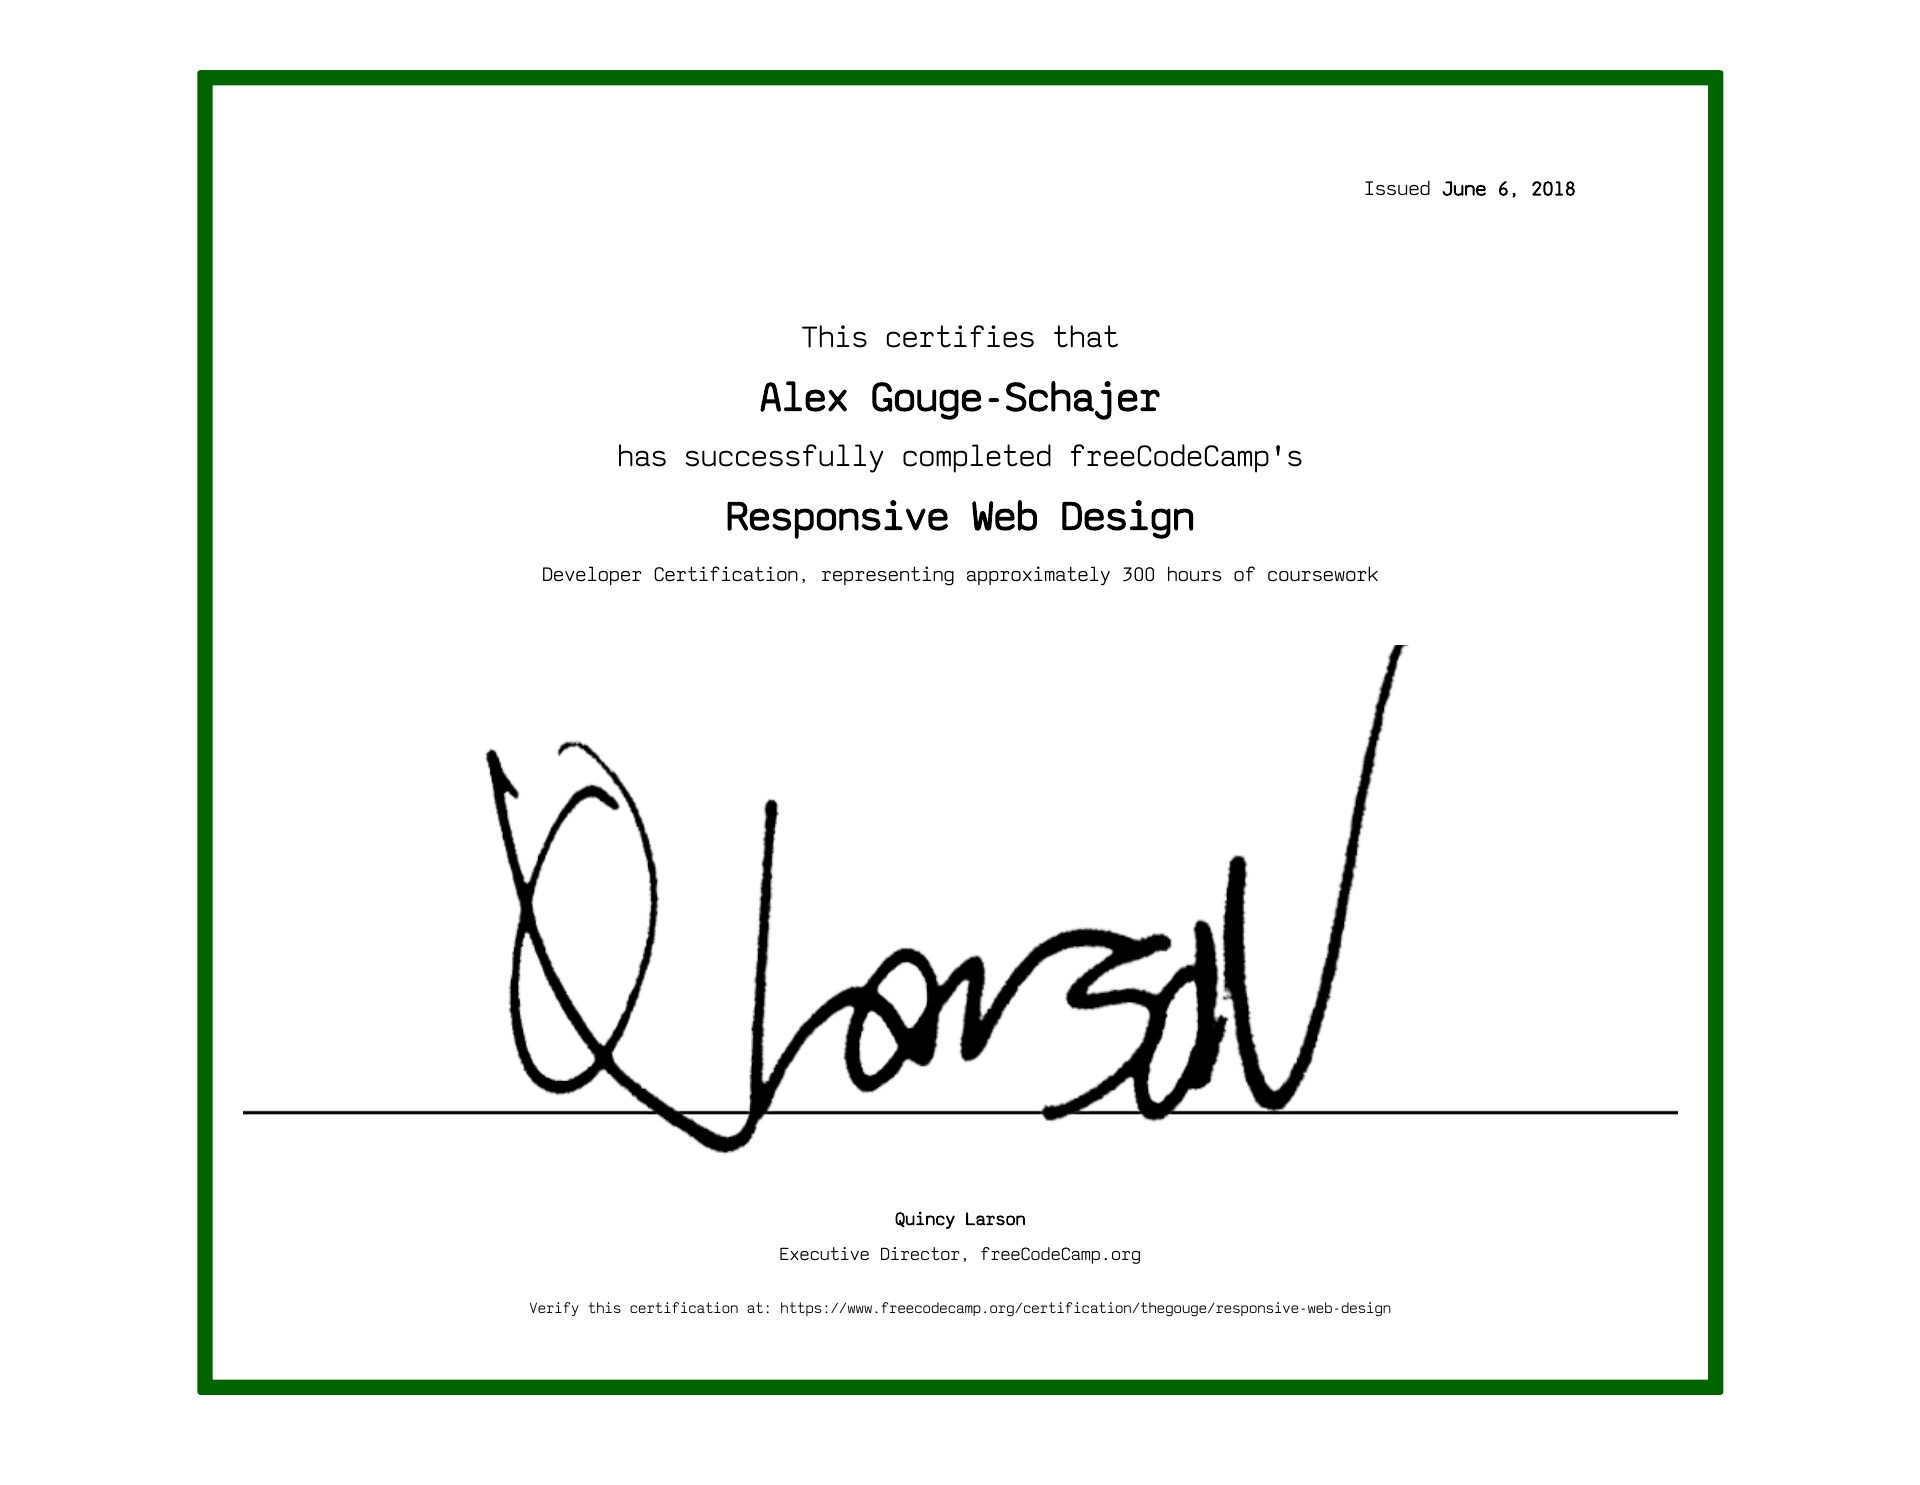 Issued June 6, 2018
This certifies that
Alex Gouge-Schajer
has successfully completed freeCodeCamp's
Responsive Web Design
Developer Certification, representing approximately 300 hours of coursework
Q Larson
Quincy Larson
Executive Director, freeCodeCamp.org
Verify this certification at: https://www.freecodecamp.org/certification/thegouge/responsive-web-design